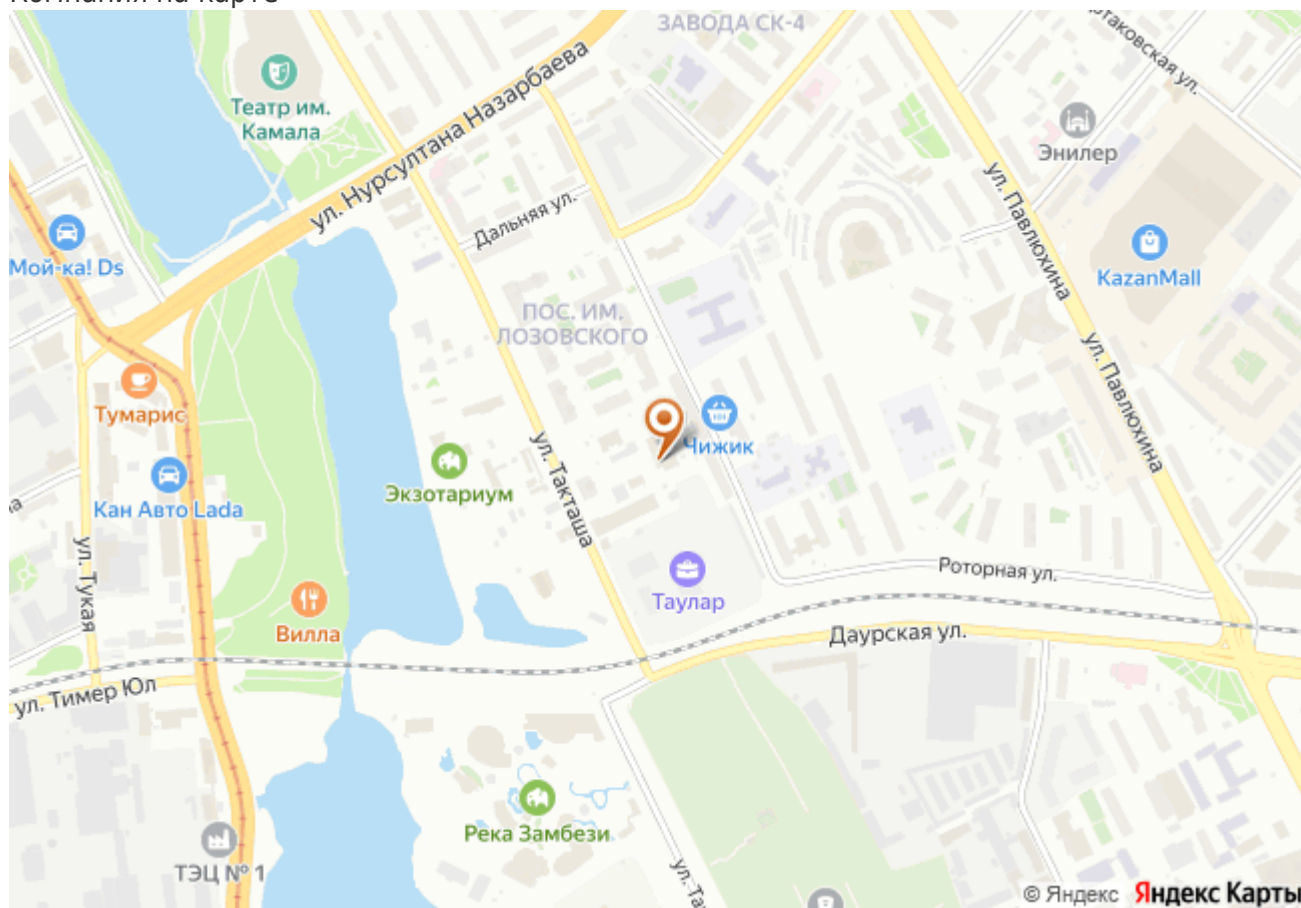 ЗАВОДА СК-4
Театр им.
Камала
ул. Нурсултана Назарбаева
Энилер
Дальняя ул.
ул. Павлюхина
Мой-ка! Ds
KazanMall
ПОС. ИМ.
ЛОЗОВСКОГО
ул. Павлюхина
Тумарис
Чижик
ул. Такташа
Экзотариум
Кан Авто Lada
ул. Тукая
Роторная ул.
Таулар
Вилла
Даурская ул.
ул. Тимер Юл
Река Замбези
ТЭЦ № 1
© Яндекс Яндекс Карты